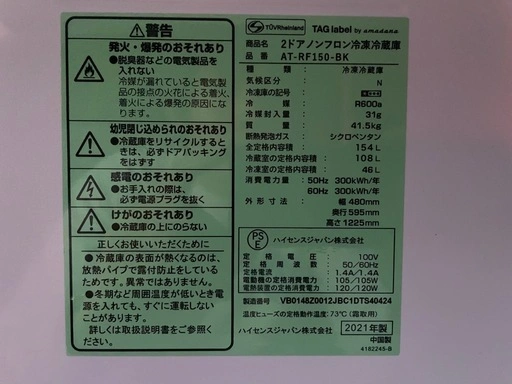 警告
発火・爆発のおそれあり
●脱臭器などの電気製品を
入れない
冷媒が漏れていると電気製品
の接点の火花による着火、
着火による爆発の原因にな
ります。
幼児閉じ込められのおそれあり
●冷蔵庫をリサイクルすると
きは、必ずドアパッキング
をはずす
感電のおそれあり
●お手入れの際は、
必ず電源プラグを抜く
けがのおそれあり
●冷蔵庫の上にのらない
正しくお使いいただくために
●冷蔵庫の表面が熱くなるのは、
放熱パイプで露付防止をしている
ためです。異常ではありません。
●冬期など周囲温度が低いとき電
源を入れても、すぐに運転しない
ことがあります。
詳しくは取扱説明書をご参照く
ださい。
TÜVRheinland TAG label by amadana
商品名 2ドアノンフロン冷凍冷蔵庫
品番 AT-RF150-BK
種類: 冷凍冷蔵庫
気候区分: N
冷凍庫の記号:
冷媒: R600a
冷媒封入量: 31g
質量: 41.5kg
断熱発泡ガス: シクロペンタン
全定格内容積: 154L
冷蔵室の定格内容積: 108L
冷凍室の定格内容積: 46L
消費電力量: 50Hz 300kWh/年
60Hz 300kWh/年
外形寸法: 幅480mm
奥行595mm
高さ1225mm
PS
E
ハイセンスジャパン株式会社
定格電圧: 100V
定格周波数: 50/60Hz
定格電流: 1.4A/1.4A
電動機の定格消費電力: 105/105W
電熱装置の定格消費電力: 120/120W
製造番号 VB0148Z0012JBC1DTS40424
温度ヒューズの定格動作温度: 73℃(霜取用)
ハイセンスジャパン株式会社 2021年製
中国製
4182245-B